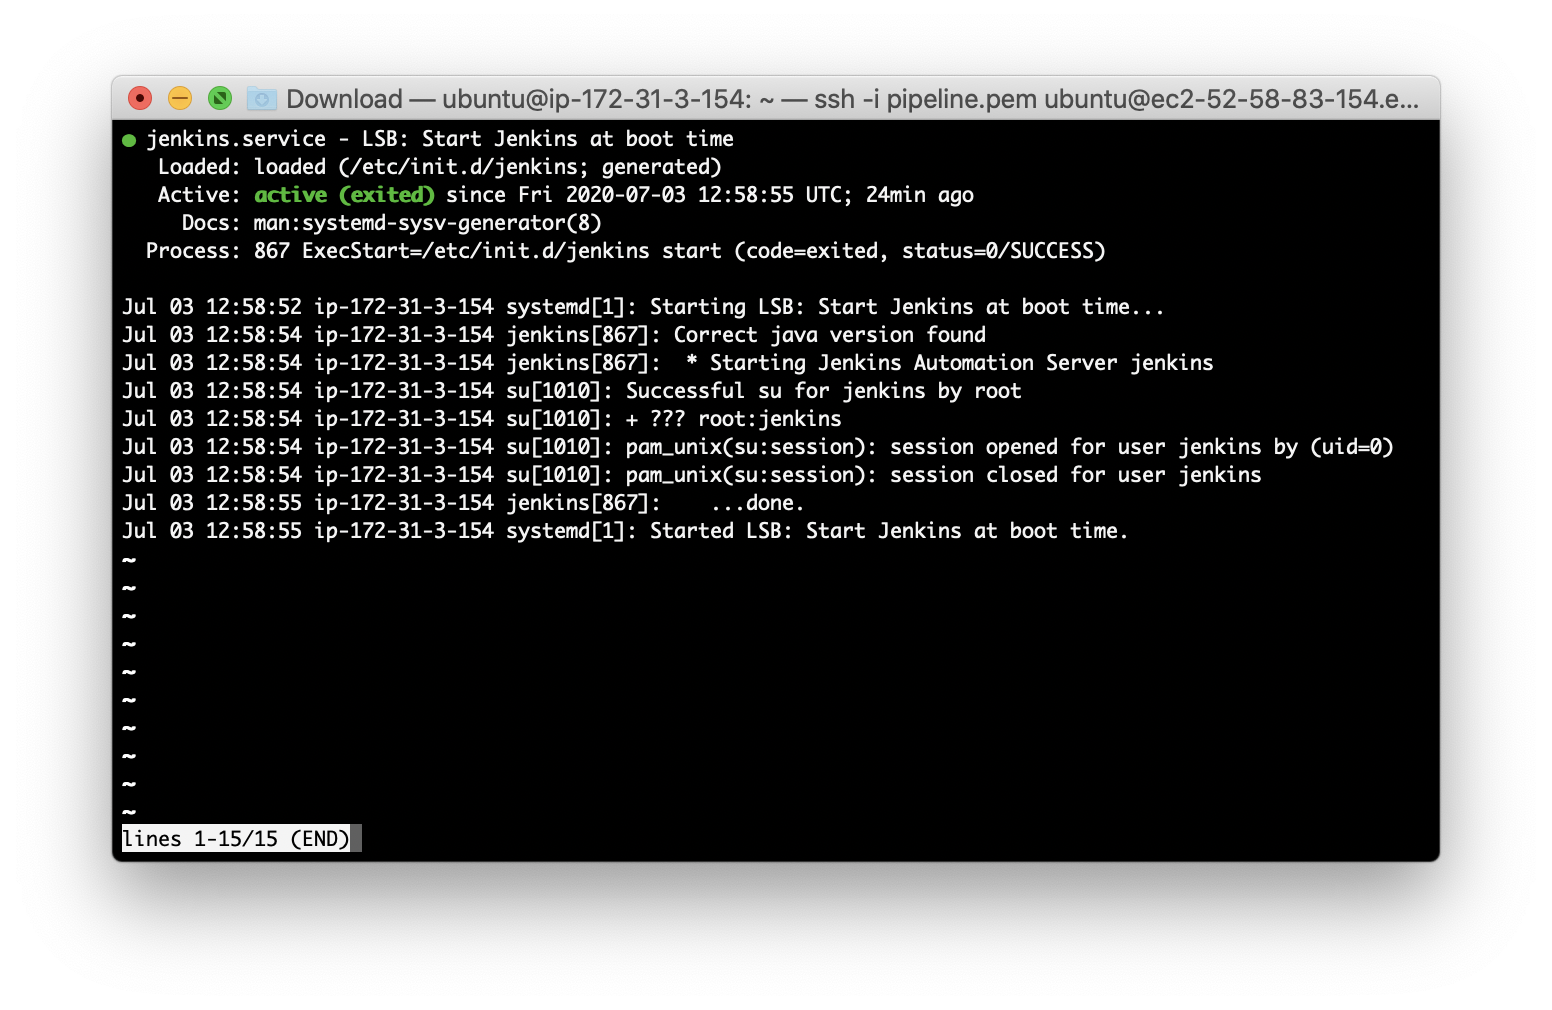 Download — ubuntu@ip-172-31-3-154: ~ — ssh -i pipeline.pem ubuntu@ec2-52-58-83-154.e...
● jenkins.service - LSB: Start Jenkins at boot time
   Loaded: loaded (/etc/init.d/jenkins; generated)
   Active: active (exited) since Fri 2020-07-03 12:58:55 UTC; 24min ago
     Docs: man:systemd-sysv-generator(8)
  Process: 867 ExecStart=/etc/init.d/jenkins start (code=exited, status=0/SUCCESS)

Jul 03 12:58:52 ip-172-31-3-154 systemd[1]: Starting LSB: Start Jenkins at boot time...
Jul 03 12:58:54 ip-172-31-3-154 jenkins[867]: Correct java version found
Jul 03 12:58:54 ip-172-31-3-154 jenkins[867]:  * Starting Jenkins Automation Server jenkins
Jul 03 12:58:54 ip-172-31-3-154 su[1010]: Successful su for jenkins by root
Jul 03 12:58:54 ip-172-31-3-154 su[1010]: + ??? root:jenkins
Jul 03 12:58:54 ip-172-31-3-154 su[1010]: pam_unix(su:session): session opened for user jenkins by (uid=0)
Jul 03 12:58:54 ip-172-31-3-154 su[1010]: pam_unix(su:session): session closed for user jenkins
Jul 03 12:58:55 ip-172-31-3-154 jenkins[867]:    ...done.
Jul 03 12:58:55 ip-172-31-3-154 systemd[1]: Started LSB: Start Jenkins at boot time.
~
~
~
~
~
~
~
~
~
~
lines 1-15/15 (END)